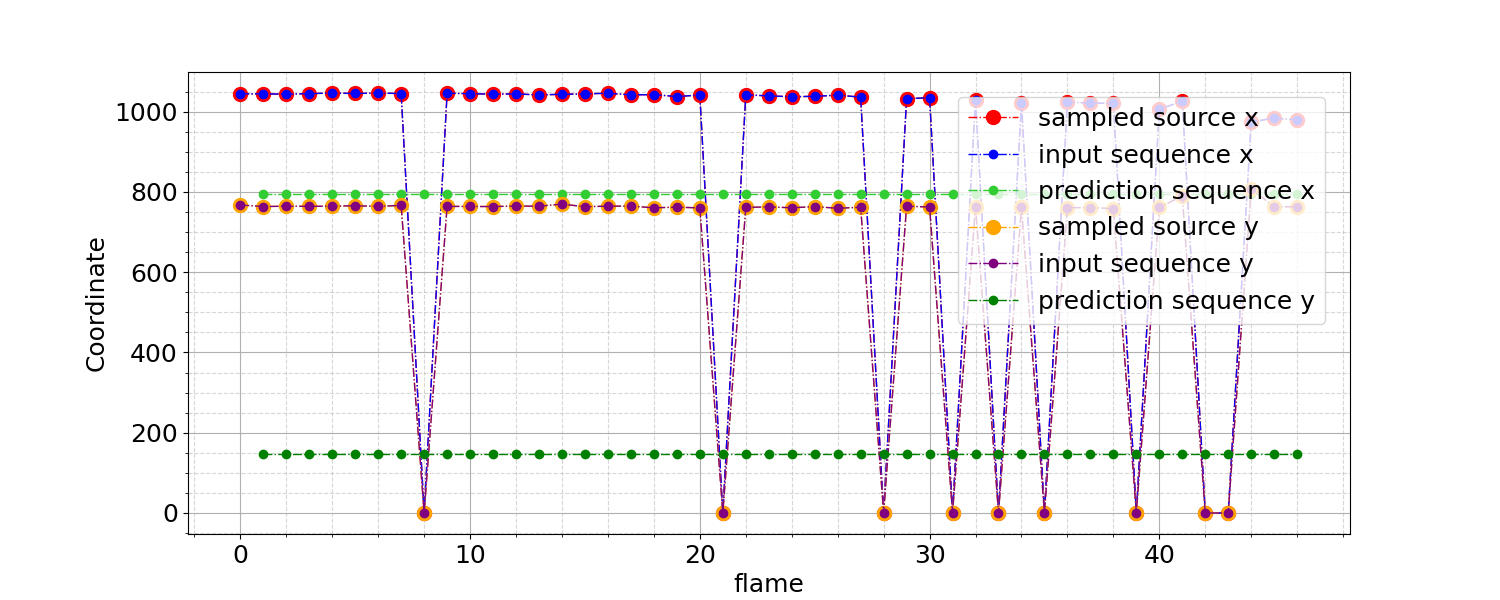 1000
800
600
400
200
0
Coordinate
0 10 20 30 40
flame
sampled source x
input sequence x
prediction sequence x
sampled source y
input sequence y
prediction sequence y